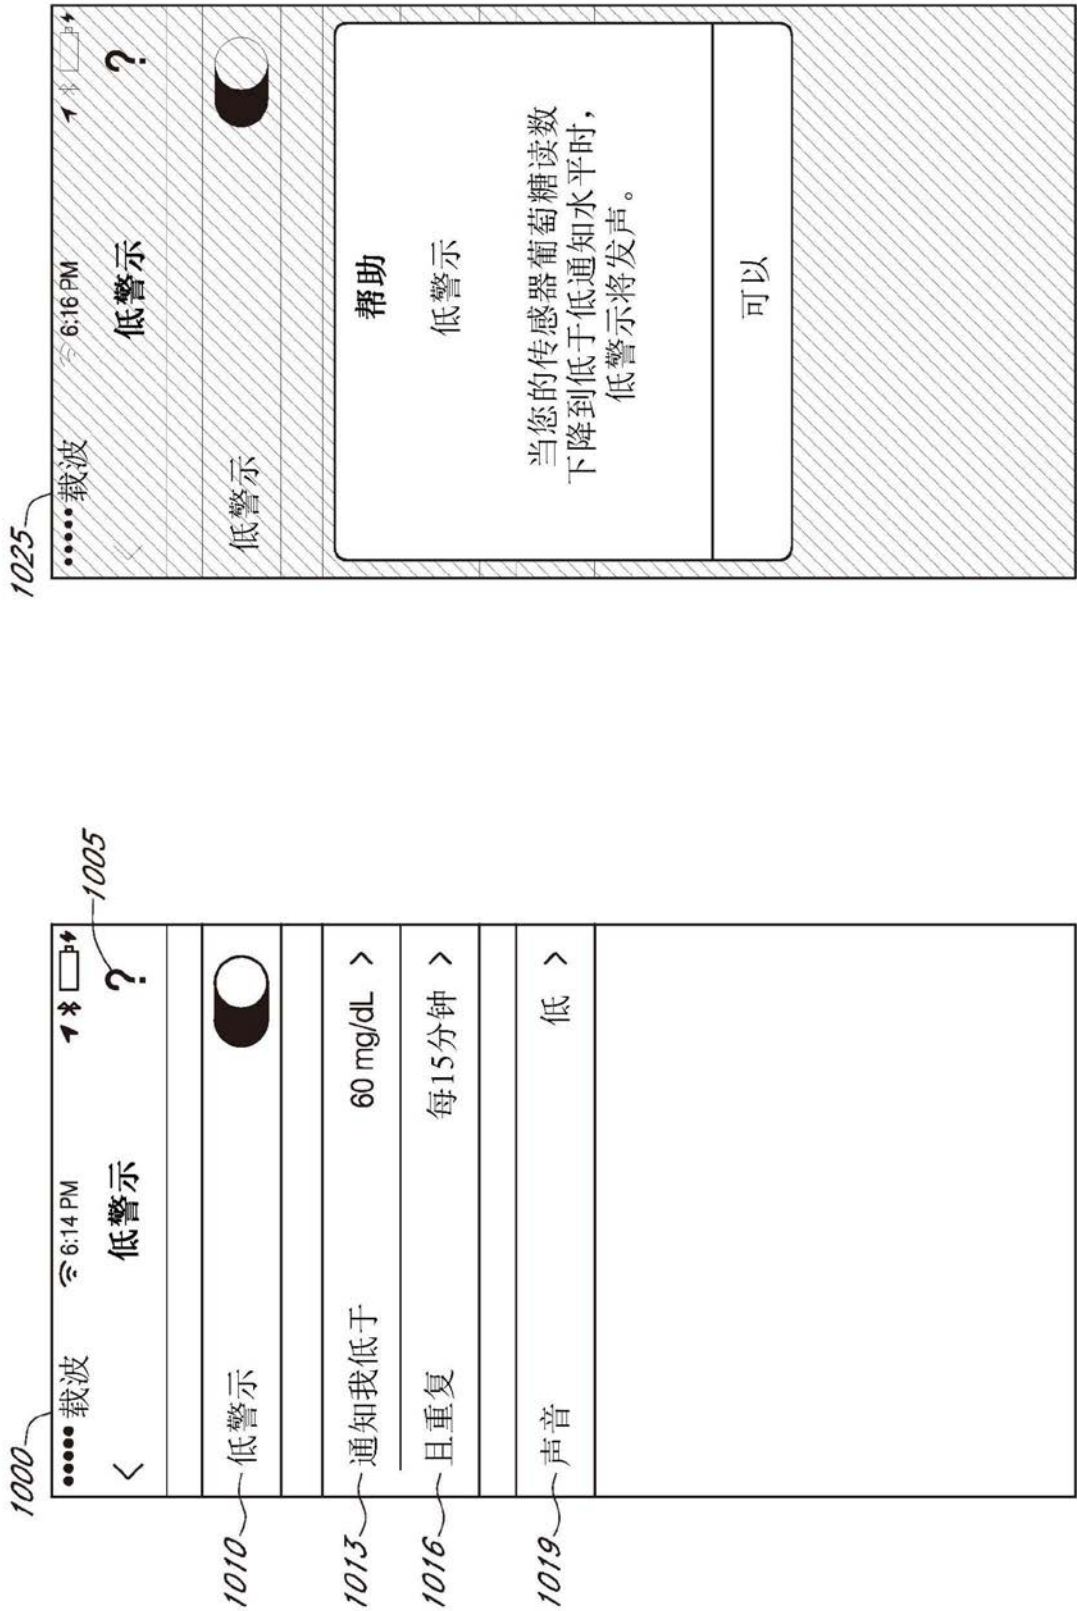 1000
•••••载波 6:14 PM
< 低警示 ?
1005
1010 低警示
1013 通知我低于 60 mg/dL >
1016 且重复 每15分钟 >
1019 声音 低 >
1025
•••••载波 6:16 PM
< 低警示 ?
低警示
帮助
低警示
当您的传感器葡萄糖读数
下降到低于低通知水平时，
低警示将发声。
可以